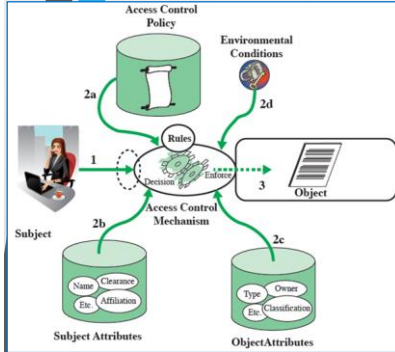 Access Control
Policy
Environmental
Conditions
2a
2d
Rules
1
Decision
Enforce
3
Object
Access Control
Mechanism
Subject
2b
2c
Name
Clearance
Etc.
Affiliation
Subject Attributes
Type
Owner
Etc.
Classification
ObjectAttributes